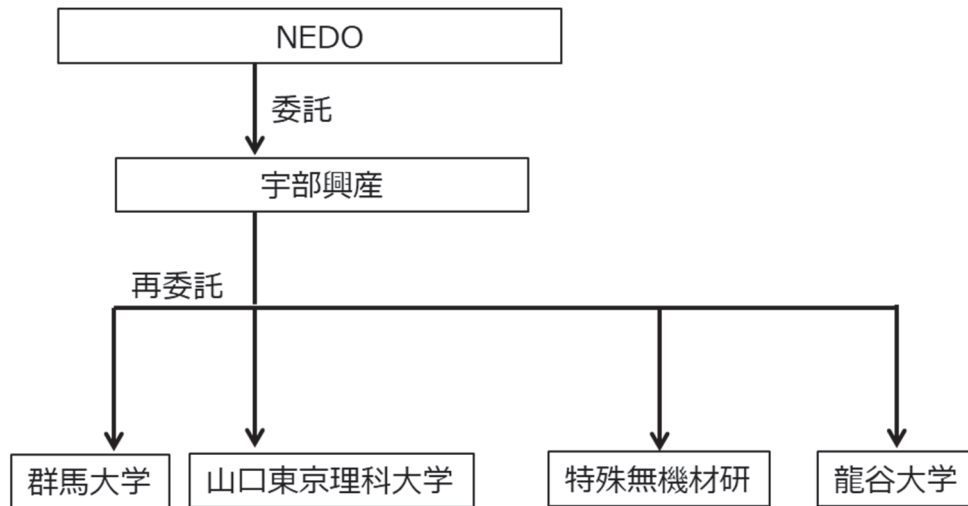 NEDO
委託
宇部興産
再委託
群馬大学
山口東京理科大学
特殊無機材研
龍谷大学